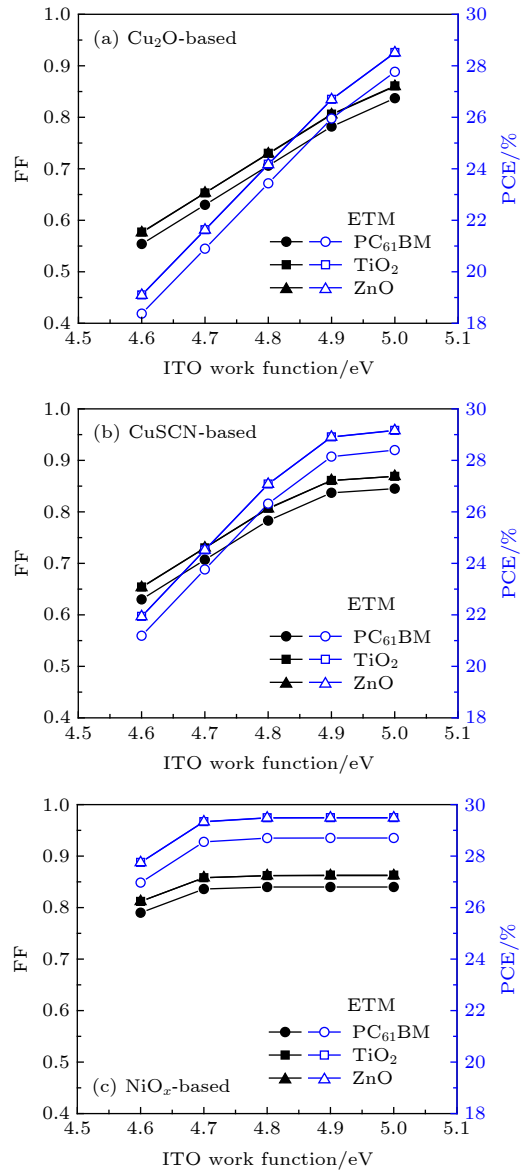 (a) Cu₂O-based
FF
1.0
0.9
0.8
0.7
0.6
0.5
0.4
PCE/%
30
28
26
24
22
20
18
ETM
PC₆₁BM
TiO₂
ZnO
4.5 4.6 4.7 4.8 4.9 5.0 5.1
ITO work function/eV
(b) CuSCN-based
FF
1.0
0.9
0.8
0.7
0.6
0.5
0.4
PCE/%
30
28
26
24
22
20
18
ETM
PC₆₁BM
TiO₂
ZnO
4.5 4.6 4.7 4.8 4.9 5.0 5.1
ITO work function/eV
FF
1.0
0.9
0.8
0.7
0.6
0.5
0.4
PCE/%
30
28
26
24
22
20
18
ETM
PC₆₁BM
TiO₂
ZnO
(c) NiOₓ-based
4.5 4.6 4.7 4.8 4.9 5.0 5.1
ITO work function/eV